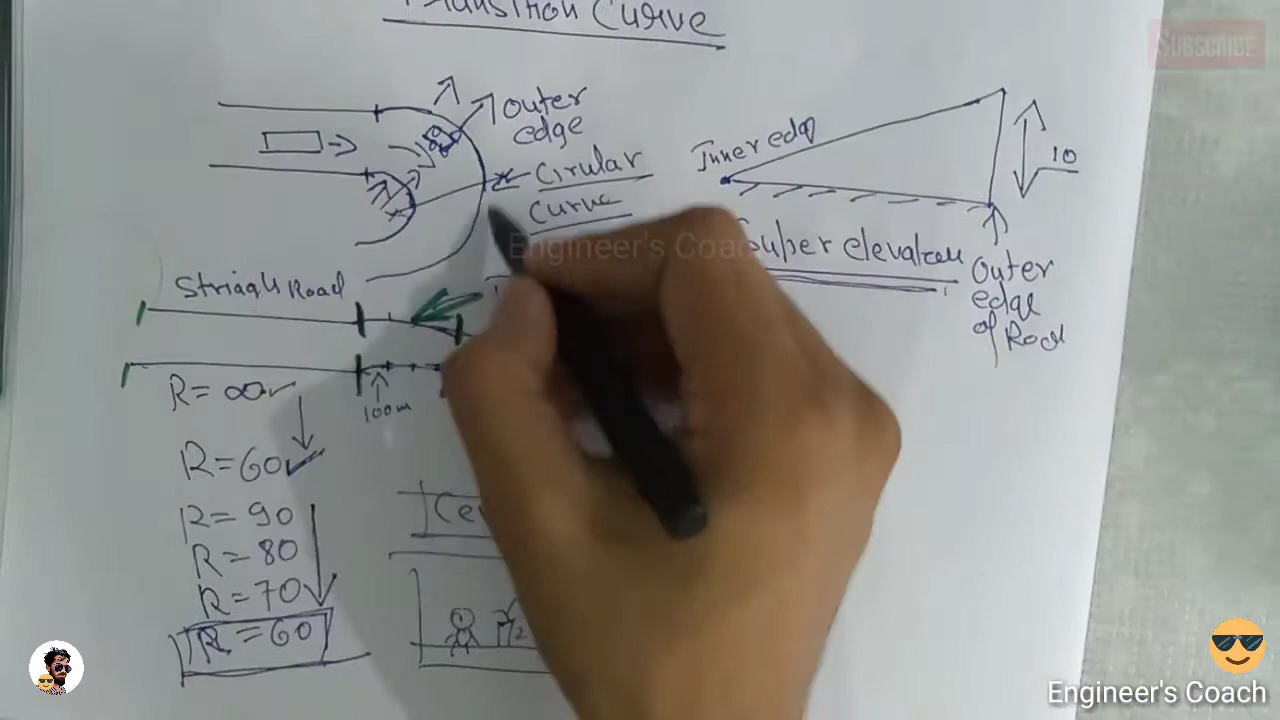 Transition Curve
SUBSCRIBE
Outer
edge
Cirular
Curve
Inner edg
10
Super elevation
Outer
edge
of Road
Engineer's Coach
Striagh Road
R = ∞
100m
R = 60
R = 90
R = 80
R = 70
R = 60
Engineer's Coach